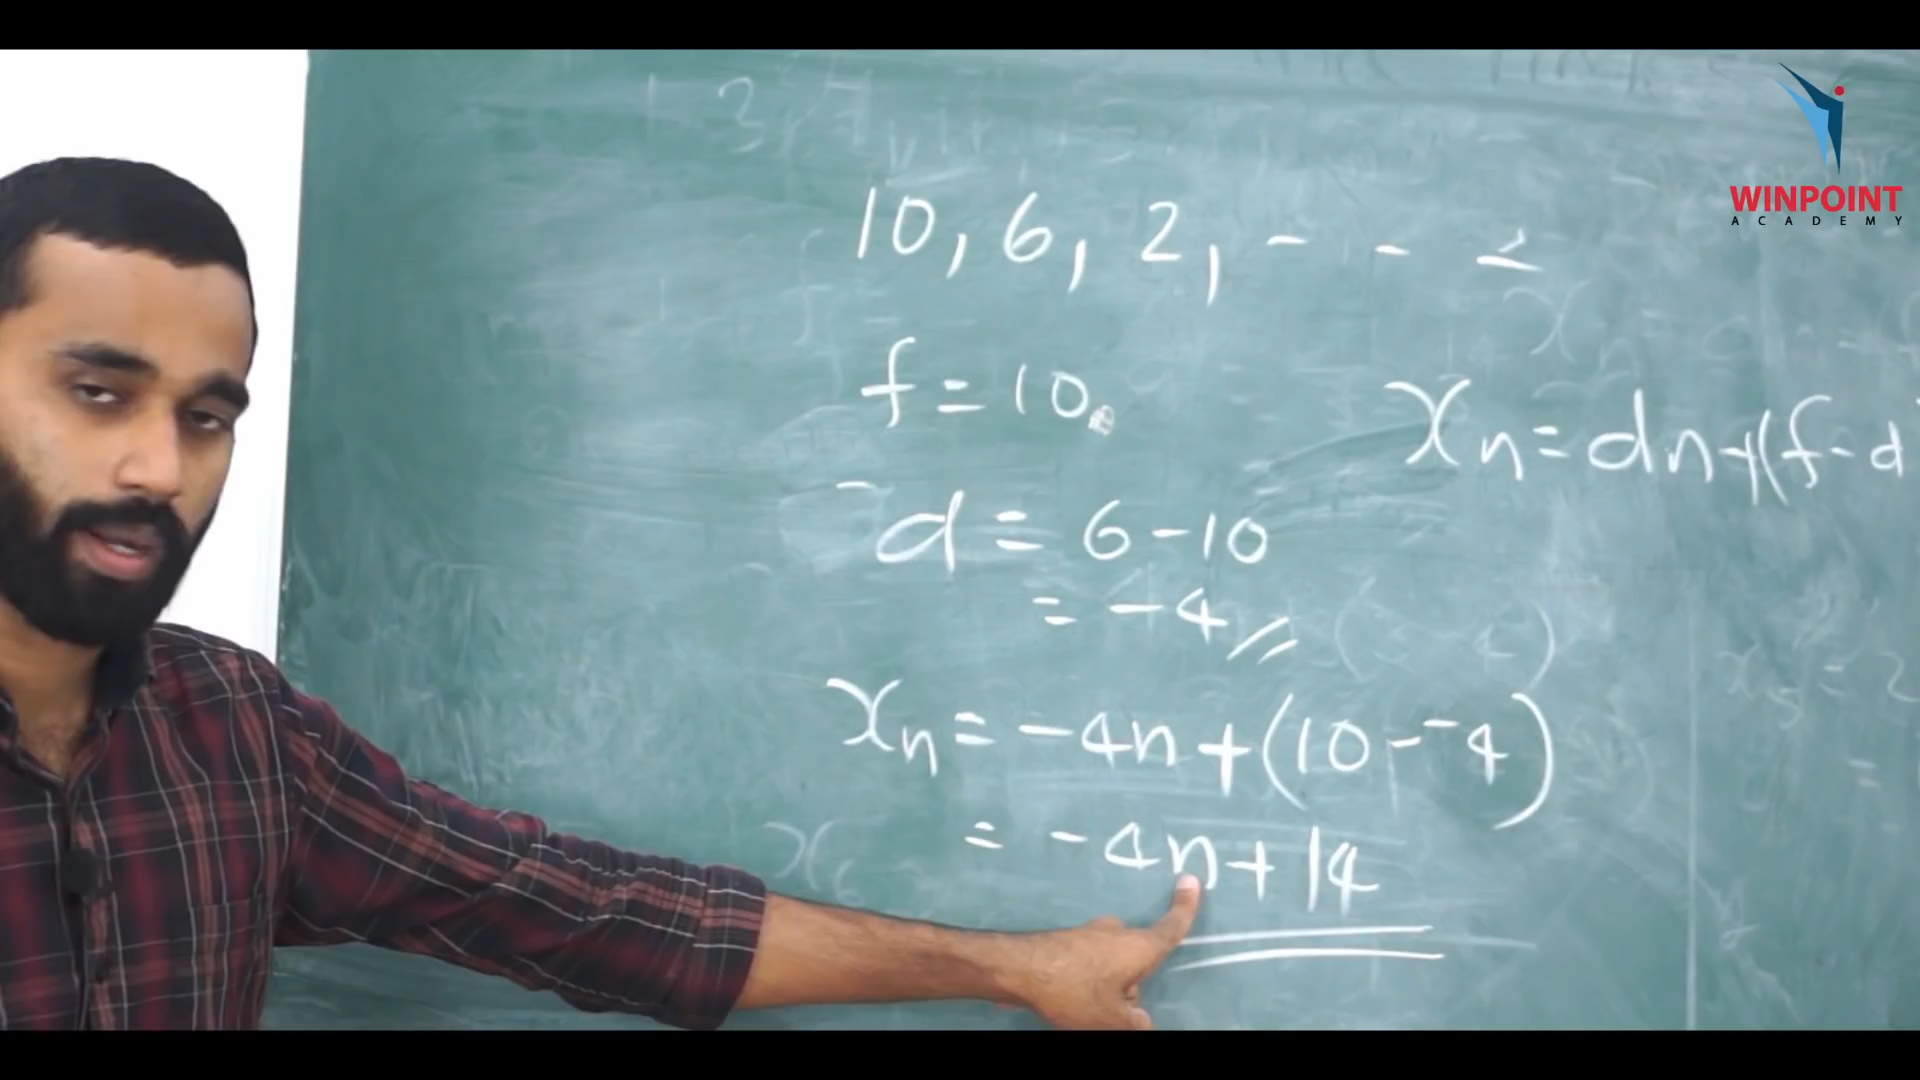 WINPOINT
ACADEMY
10, 6, 2, - - -
f = 10
xn = dn + (f - d
d = 6 - 10
= -4
xn = -4n + (10 - -4)
= -4n + 14